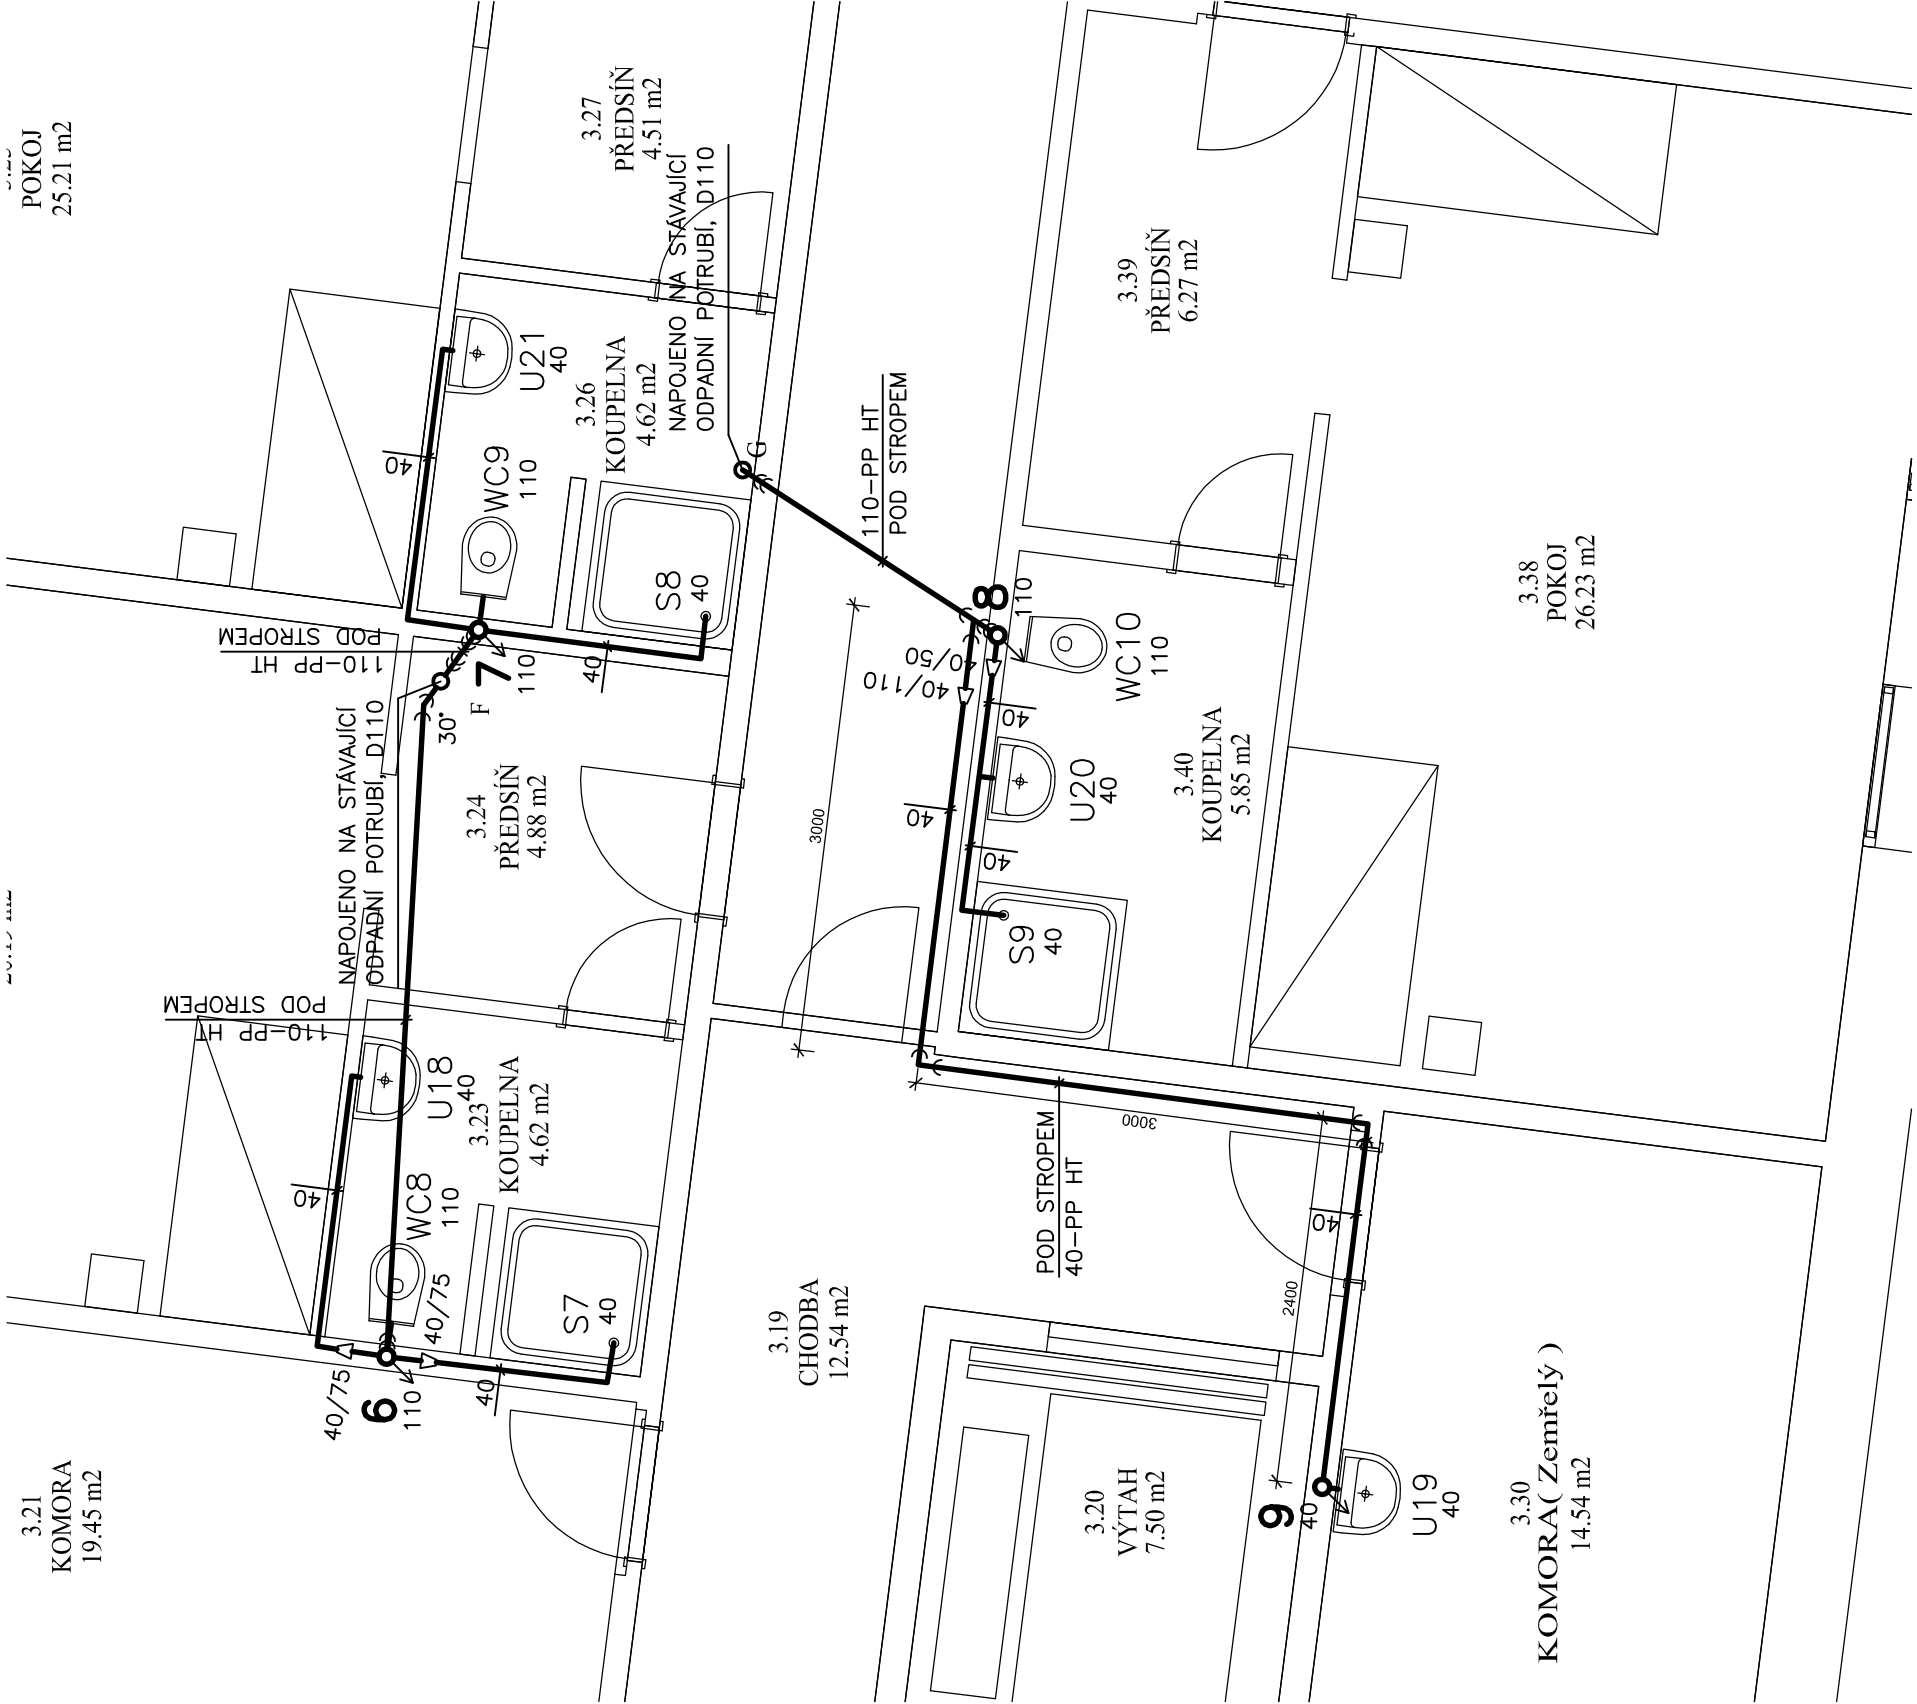 POKOJ
25.21 m2
3.27
PŘEDSÍŇ
4.51 m2
NAPOJENO NA STÁVAJÍCÍ
ODPADNÍ POTRUBÍ, D110
U21
40
3.26
KOUPELNA
4.62 m2
WC9
110
40
S8
40
G
110-PP HT
POD STROPEM
3.39
PŘEDSÍŇ
6.27 m2
3.38
POKOJ
26.23 m2
110-PP HT
POD STROPEM
7
110
F
30°
40
NAPOJENO NA STÁVAJÍCÍ
ODPADNÍ POTRUBÍ, D110
3.24
PŘEDSÍŇ
4.88 m2
8
110
40/50
40/110
WC10
110
40
U20
40
40
40
3.40
KOUPELNA
5.85 m2
S9
40
3000
110-PP HT
POD STROPEM
U18
40
3.23
KOUPELNA
4.62 m2
WC8
110
40
40/75
40/75
6
110
S7
40
40
3.19
CHODBA
12.54 m2
POD STROPEM
40-PP HT
3000
2400
40
3.21
KOMORA
19.45 m2
3.20
VÝTAH
7.50 m2
9
40
U19
40
3.30
KOMORA( Zemřelý )
14.54 m2